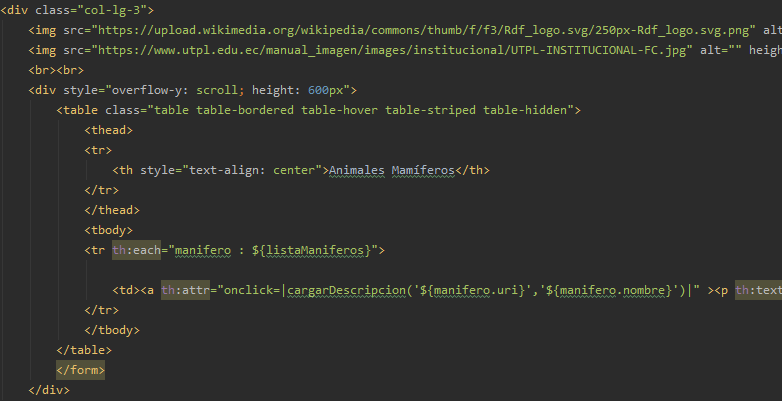 <div class="col-lg-3">
<img src="https://upload.wikimedia.org/wikipedia/commons/thumb/f/f3/Rdf_logo.svg/250px-Rdf_logo.svg.png" alt
<img src="https://www.utpl.edu.ec/manual_imagen/images/institucional/UTPL-INSTITUCIONAL-FC.jpg" alt="" heigh
<br><br>
<div style="overflow-y: scroll; height: 600px">
<table class="table table-bordered table-hover table-striped table-hidden">
<thead>
<tr>
<th style="text-align: center">Animales Mamíferos</th>
</tr>
</thead>
<tbody>
<tr th:each="manifero : ${listaManiferos}">
<td><a th:attr="onclick=|cargarDescripcion('${manifero.uri}','${manifero.nombre}')|" ><p th:text
</tr>
</tbody>
</table>
</form>
</div>